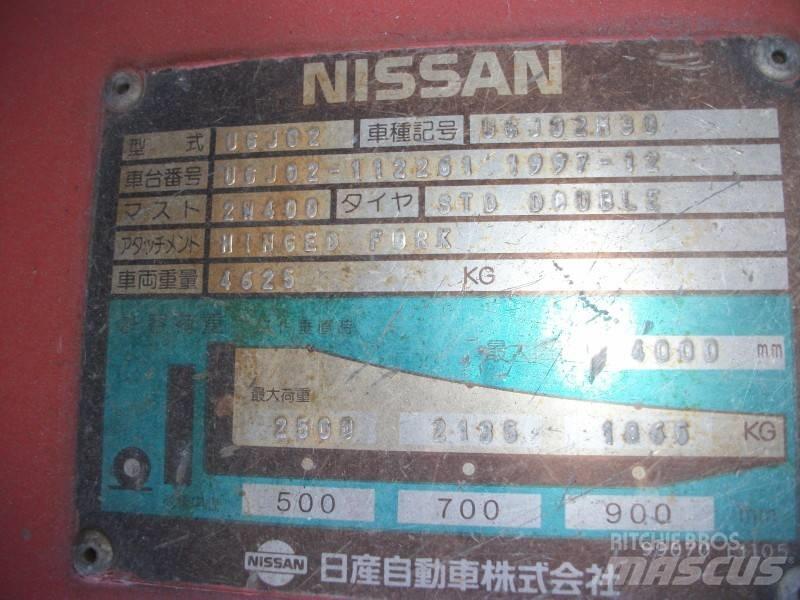 NISSAN
型 式 UGJ02 車種記号 UGJ02M30
車台番号 UGJ02-112261 1997-12
マスト 2W400 タイヤ STD DOUBLE
アタッチメント HINGED FORK
車両重量 4625 KG
最大 4000 mm
最大荷重
2500 KG
500 700 900 mm
NISSAN 日産自動車株式会社
RITCHIE BROS
MASCUS